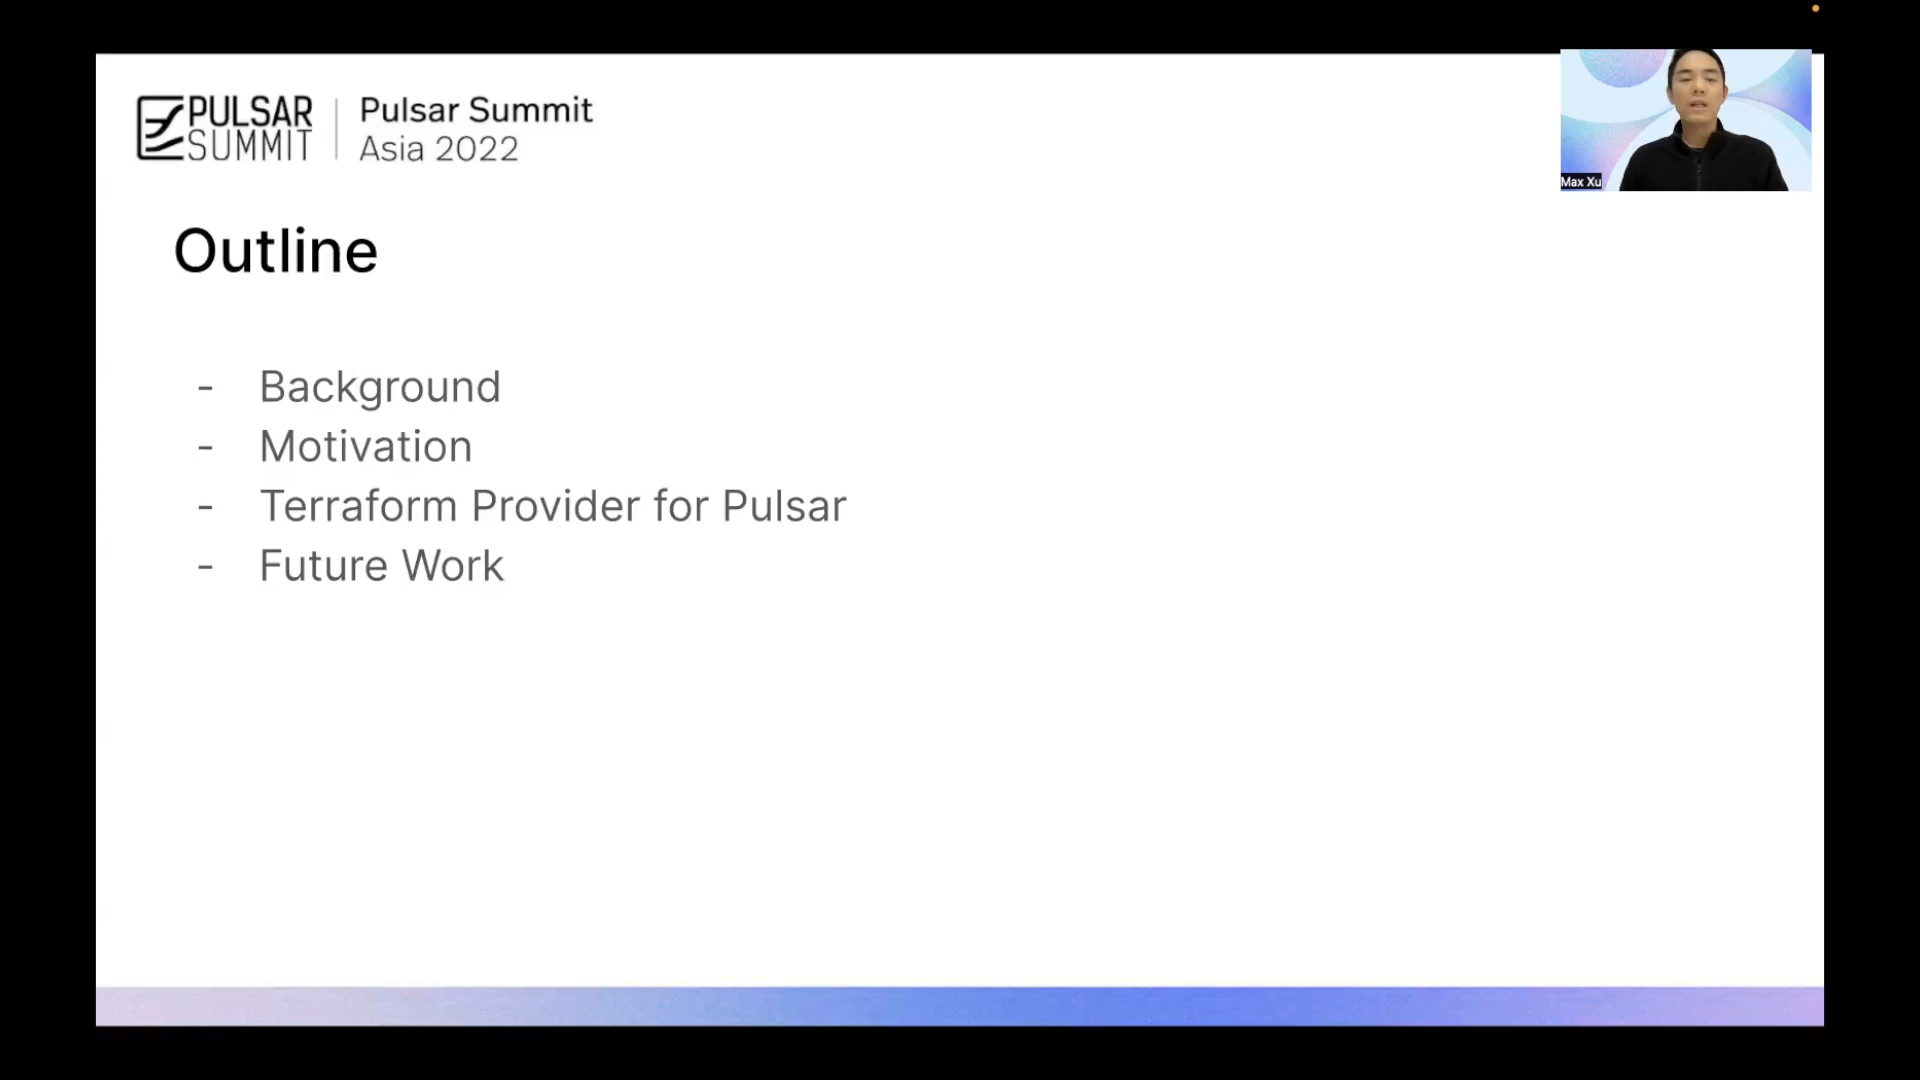 PULSAR
SUMMIT
Pulsar Summit
Asia 2022
Max Xu
Outline
- Background
- Motivation
- Terraform Provider for Pulsar
- Future Work